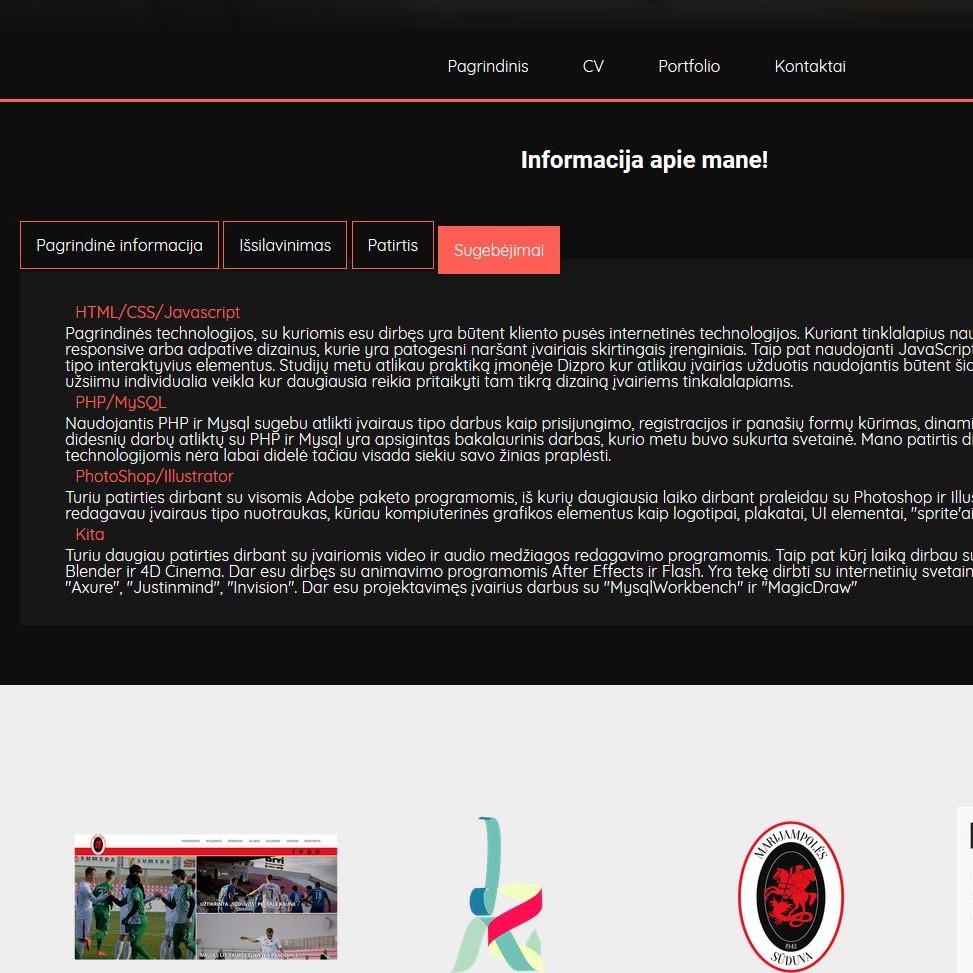 Pagrindinis CV Portfolio Kontaktai
Informacija apie mane!
Pagrindinė informacija Išsilavinimas Patirtis Sugebėjimai
HTML/CSS/Javascript
Pagrindinės technologijos, su kuriomis esu dirbęs yra būtent kliento pusės internetinės technologijos. Kuriant tinklalapius nau
responsive arba adpative dizainus, kurie yra patogesni naršant įvairiais skirtingais įrenginiais. Taip pat naudojanti JavaScrip
tipo interaktyvius elementus. Studijų metu atlikau praktiką įmonėje Dizpro kur atlikau įvairias užduotis naudojantis būtent šio
užsiimu individualia veikla kur daugiausia reikia pritaikyti tam tikrą dizainą įvairiems tinkalalapiams.
PHP/MySQL
Naudojantis PHP ir Mysql sugebu atlikti įvairaus tipo darbus kaip prisijungimo, registracijos ir panašių formų kūrimas, dinami
didesnių darbų atliktų su PHP ir Mysql yra apsigintas bakalaurinis darbas, kurio metu buvo sukurta svetainė. Mano patirtis di
technologijomis nėra labai didelė tačiau visada siekiu savo žinias praplėsti.
PhotoShop/Illustrator
Turiu patirties dirbant su visomis Adobe paketo programomis, iš kurių daugiausia laiko dirbant praleidau su Photoshop ir Illus
redagavau įvairaus tipo nuotraukas, kūriau kompiuterinės grafikos elementus kaip logotipai, plakatai, UI elementai, "sprite'ai
Kita
Turiu daugiau patirties dirbant su įvairiomis video ir audio medžiagos redagavimo programomis. Taip pat kūrį laiką dirbau su
Blender ir 4D Cinema. Dar esu dirbęs su animavimo programomis After Effects ir Flash. Yra tekę dirbti su internetinių svetain
"Axure", "Justinmind", "Invision". Dar esu projektavimęs įvairius darbus su "MysqlWorkbench" ir "MagicDraw"
SUMEDA SUMEDA
MARIJAMPOLĖS
1942
SŪDUVA